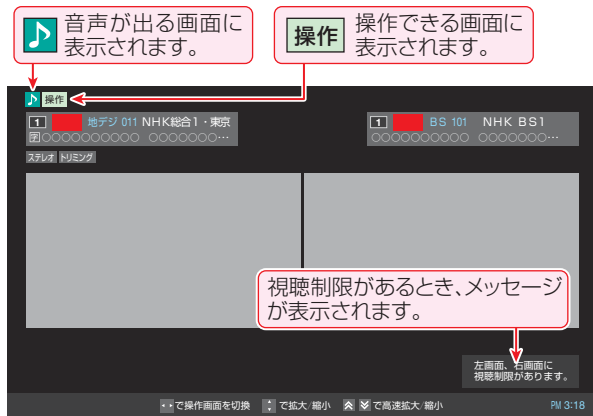 ♪ 音声が出る画面に
表示されます。
操作 操作できる画面に
表示されます。
♪ 操作
1 地デジ 011 NHK総合1・東京
字○○○○○○○○○○ ○○○○○○○…
1 BS 101 NHK BS1
○○○○○○○○○○ ○○○○○○○…
ステレオ トリミング
視聴制限があるとき、メッセージ
が表示されます。
左画面、右画面に
視聴制限があります。
で操作画面を切換 で拡大/縮小 で高速拡大/縮小 PM 3:18